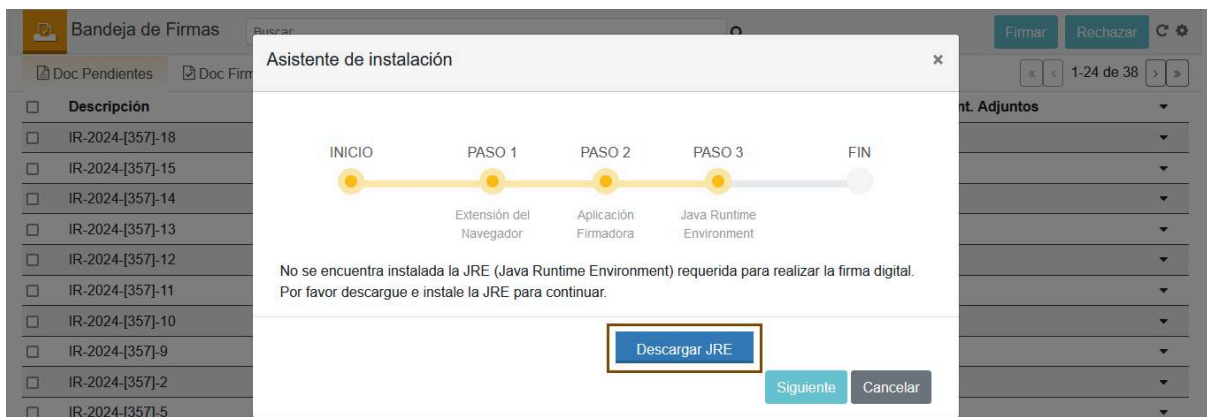 Bandeja de Firmas
Buscar
Firmar
Rechazar
Doc Pendientes
Doc Firm
1-24 de 38
Descripción
nt. Adjuntos
IR-2024-[357]-18
IR-2024-[357]-15
IR-2024-[357]-14
IR-2024-[357]-13
IR-2024-[357]-12
IR-2024-[357]-11
IR-2024-[357]-10
IR-2024-[357]-9
IR-2024-[357]-2
IR-2024-[357]-5
Asistente de instalación
INICIO PASO 1 PASO 2 PASO 3 FIN
Extensión del Aplicación Java Runtime
Navegador Firmadora Environment
No se encuentra instalada la JRE (Java Runtime Environment) requerida para realizar la firma digital.
Por favor descargue e instale la JRE para continuar.
Descargar JRE
Siguiente Cancelar